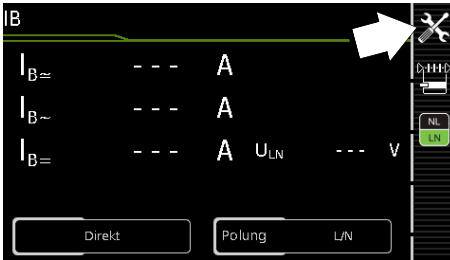 IB
IB≃ - - - A
IB~ - - - A
IB= - - - A ULN - - - V
NL
LN
Direkt
Polung L/N